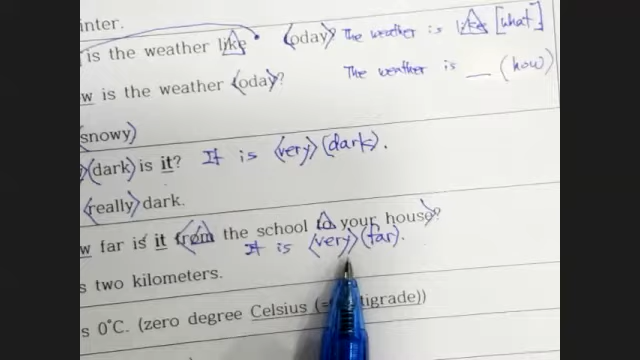 inter.
is the weather like today? The weather is like [what]
w is the weather today? The weather is __ (how)
snowy)
(dark) is it? It is <very> (dark).
<really> dark.
w far is it from the school to your house?
It is <very> (far).
s two kilometers.
s 0°C. (zero degree Celsius